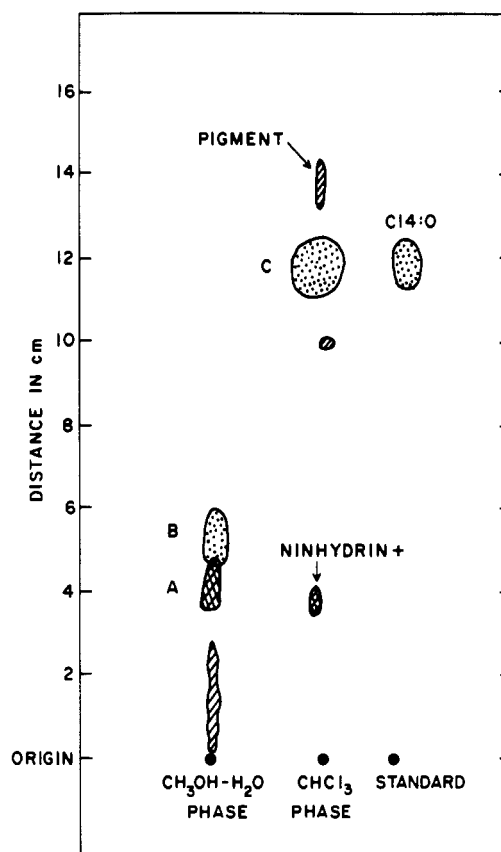 16
PIGMENT
14
C14:0
12
C
10
DISTANCE IN cm
8
6
B
NINHYDRIN +
A
4
2
ORIGIN
CH₃OH-H₂O PHASE
CHCl₃ PHASE
STANDARD